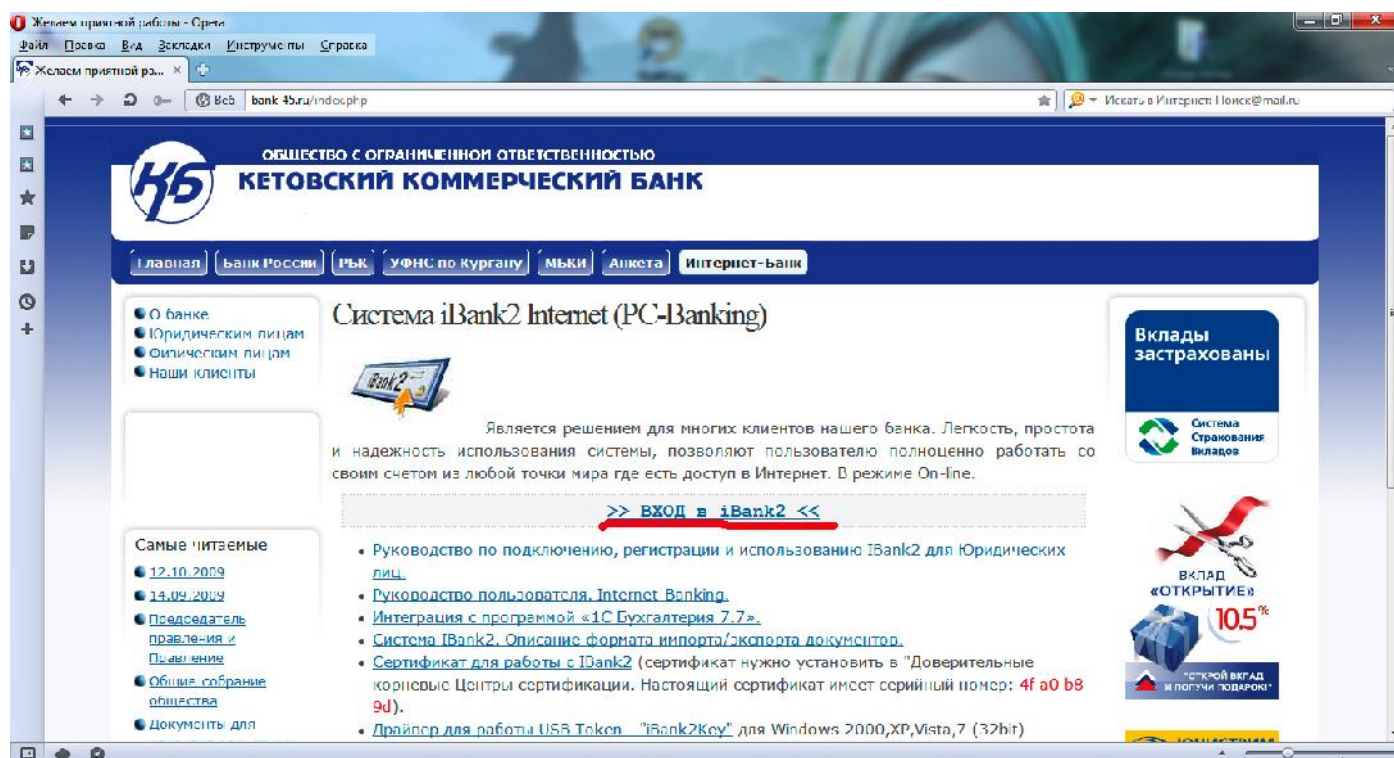 Желаем приятной работы - Opera
Файл Правка Вид Закладки Инструменты Справка
Желаем приятной ра...
Веб bank-45.ru/index.php
Искать в Интернет: Поиск@mail.ru
ОБЩЕСТВО С ОГРАНИЧЕННОЙ ОТВЕТСТВЕННОСТЬЮ
КБ
КЕТОВСКИЙ КОММЕРЧЕСКИЙ БАНК
Главная Банк России РБК УФНС по Кургану МБКИ Анкета Интернет-Банк
О банке
Юридическим лицам
Физическим лицам
Наши клиенты
Самые читаемые
12.10.2009
14.09.2009
Председатель
правления и
Правление
Общие собрание
общества
Документы для
Система iBank2 Internet (PC-Banking)
iBank2
Является решением для многих клиентов нашего банка. Легкость, простота
и надежность использования системы, позволяют пользователю полноценно работать со
своим счетом из любой точки мира где есть доступ в Интернет. В режиме On-line.
>> ВХОД в iBank2 <<
Руководство по подключению, регистрации и использованию IBank2 для Юридических
лиц.
Руководство пользователя. Internet Banking.
Интеграция с программой «1С Бухгалтерия 7.7».
Система IBank2. Описание формата импорта/экспорта документов.
Сертификат для работы с IBank2 (сертификат нужно установить в "Доверительные
корневые Центры сертификации. Настоящий сертификат имеет серийный номер: 4f a0 b8
9d).
Драйвер для работы USB Token "iBank2Key" для Windows 2000,XP,Vista,7 (32bit)
Вклады
застрахованы
Система
Страхования
Вкладов
ВКЛАД
«ОТКРЫТИЕ»
10.5%
"ОТКРОЙ ВКЛАД
И ПОЛУЧИ ПОДАРОК!"